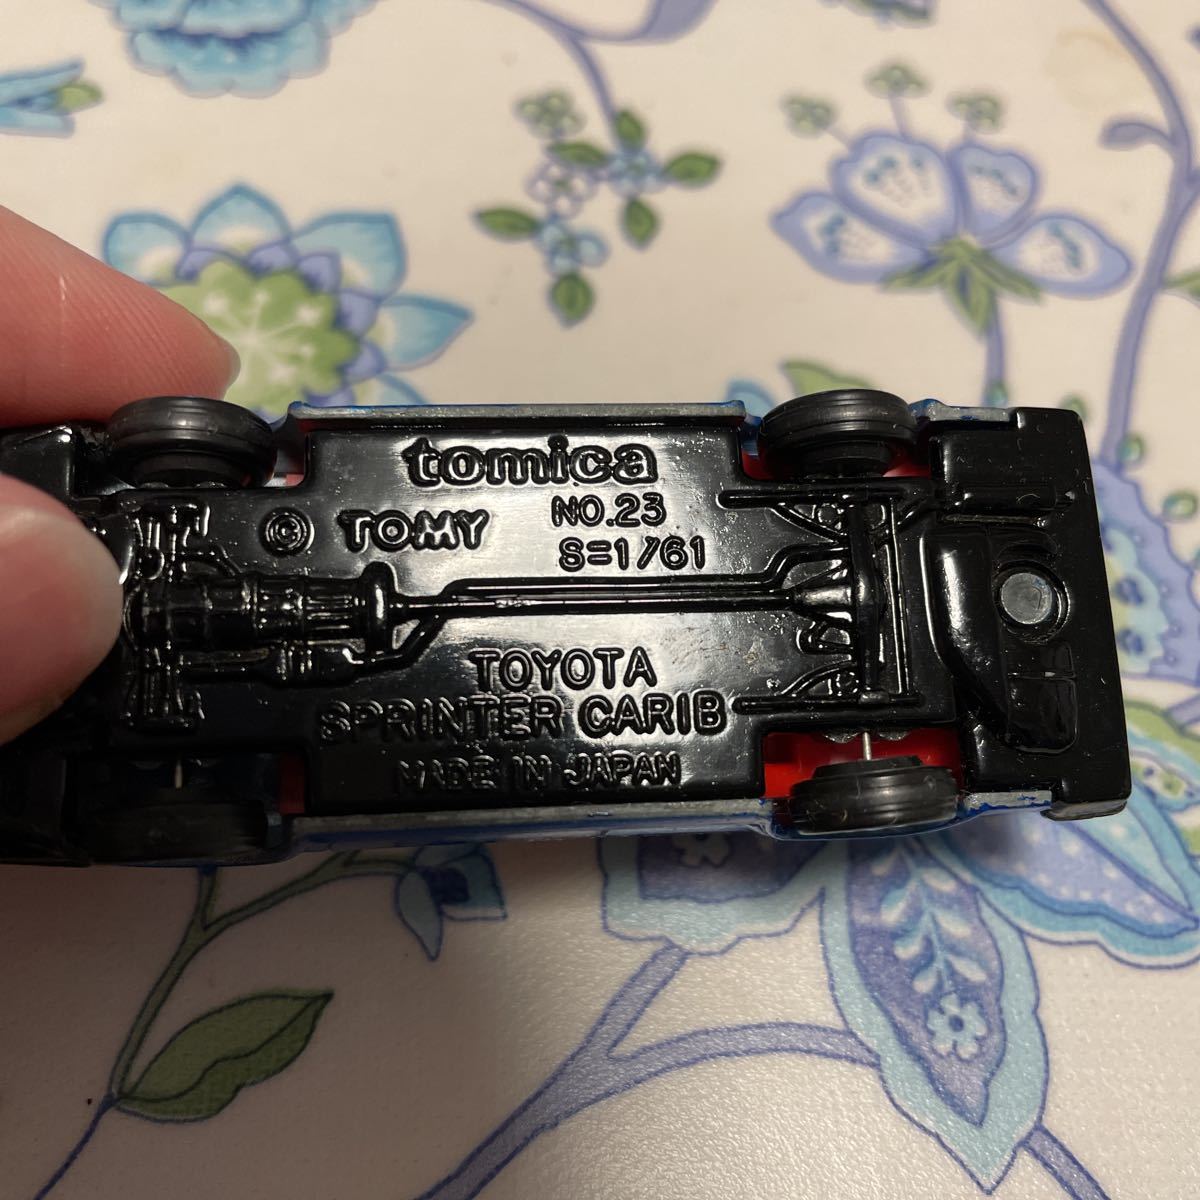 tomica
© TOMY NO.23
S=1/61
TOYOTA
SPRINTER CARIB
MADE IN JAPAN